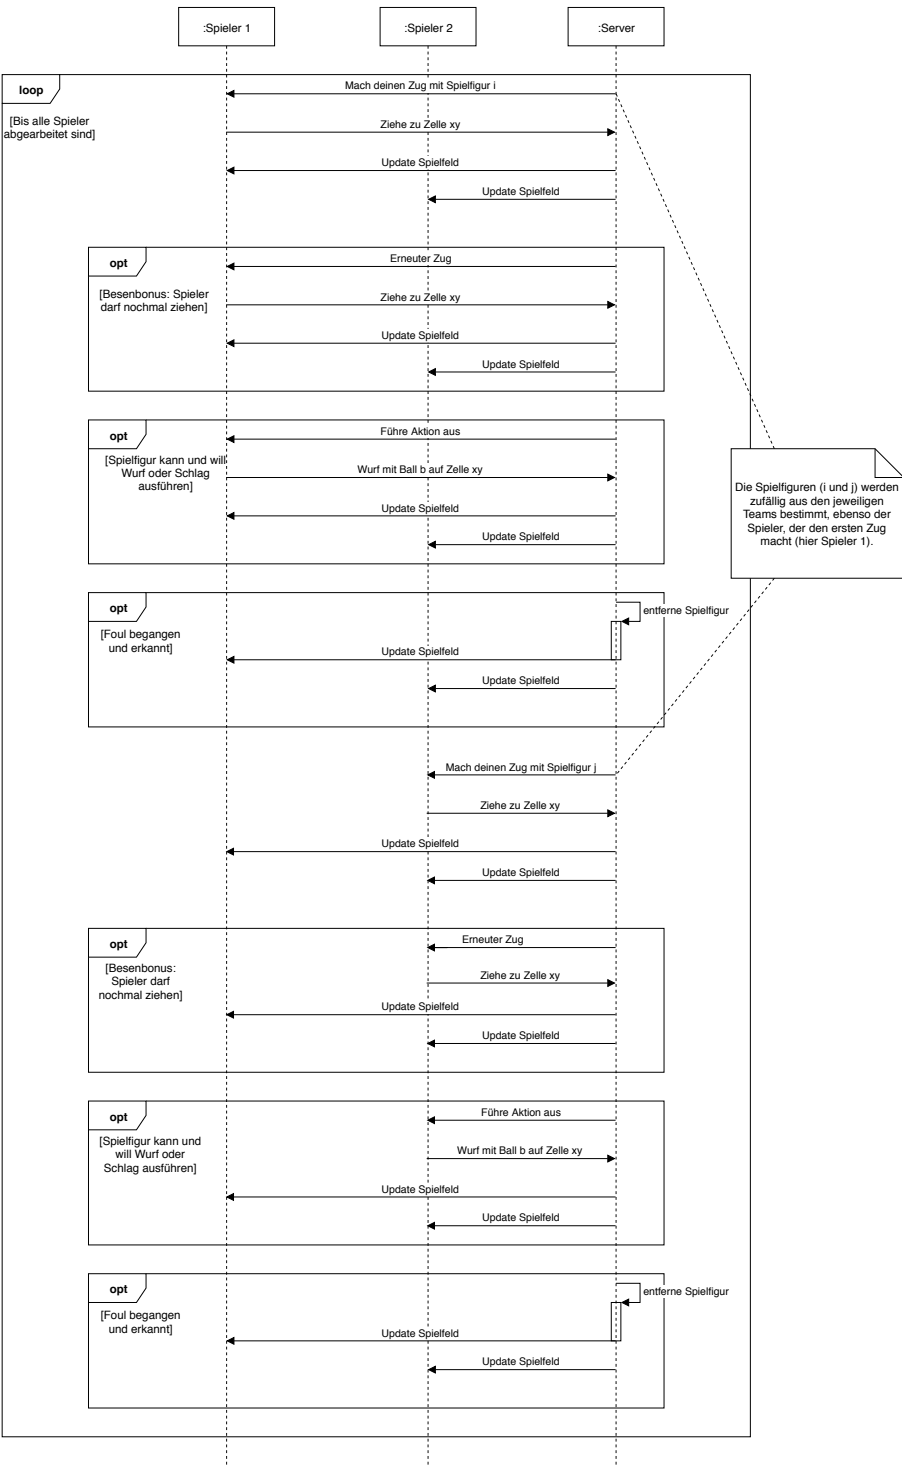 :Spieler 1
:Spieler 2
:Server
loop
[Bis alle Spieler
abgearbeitet sind]
Mach deinen Zug mit Spielfigur i
Ziehe zu Zelle xy
Update Spielfeld
Update Spielfeld
opt
[Besenbonus: Spieler
darf nochmal ziehen]
Erneuter Zug
Ziehe zu Zelle xy
Update Spielfeld
Update Spielfeld
opt
[Spielfigur kann und will
Wurf oder Schlag
ausführen]
Führe Aktion aus
Wurf mit Ball b auf Zelle xy
Update Spielfeld
Update Spielfeld
Die Spielfiguren (i und j) werden
zufällig aus den jeweiligen
Teams bestimmt, ebenso der
Spieler, der den ersten Zug
macht (hier Spieler 1).
opt
[Foul begangen
und erkannt]
entferne Spielfigur
Update Spielfeld
Update Spielfeld
Mach deinen Zug mit Spielfigur j
Ziehe zu Zelle xy
Update Spielfeld
Update Spielfeld
opt
[Besenbonus:
Spieler darf
nochmal ziehen]
Erneuter Zug
Ziehe zu Zelle xy
Update Spielfeld
Update Spielfeld
opt
[Spielfigur kann und
will Wurf oder
Schlag ausführen]
Führe Aktion aus
Wurf mit Ball b auf Zelle xy
Update Spielfeld
Update Spielfeld
opt
[Foul begangen
und erkannt]
entferne Spielfigur
Update Spielfeld
Update Spielfeld